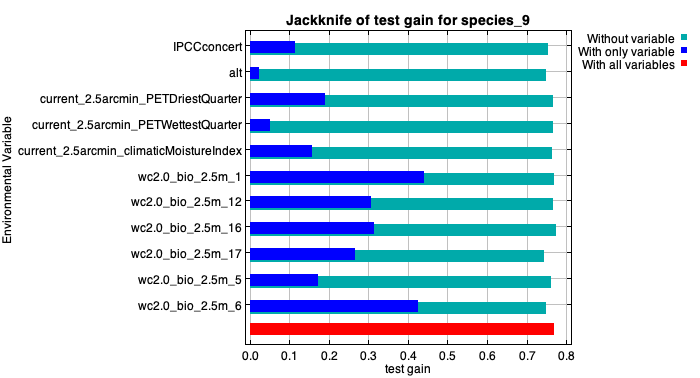 Jackknife of test gain for species_9
Without variable
With only variable
With all variables
Environmental Variable
IPCCconcert
alt
current_2.5arcmin_PETDriestQuarter
current_2.5arcmin_PETWettestQuarter
current_2.5arcmin_climaticMoistureIndex
wc2.0_bio_2.5m_1
wc2.0_bio_2.5m_12
wc2.0_bio_2.5m_16
wc2.0_bio_2.5m_17
wc2.0_bio_2.5m_5
wc2.0_bio_2.5m_6
0.0 0.1 0.2 0.3 0.4 0.5 0.6 0.7 0.8
test gain